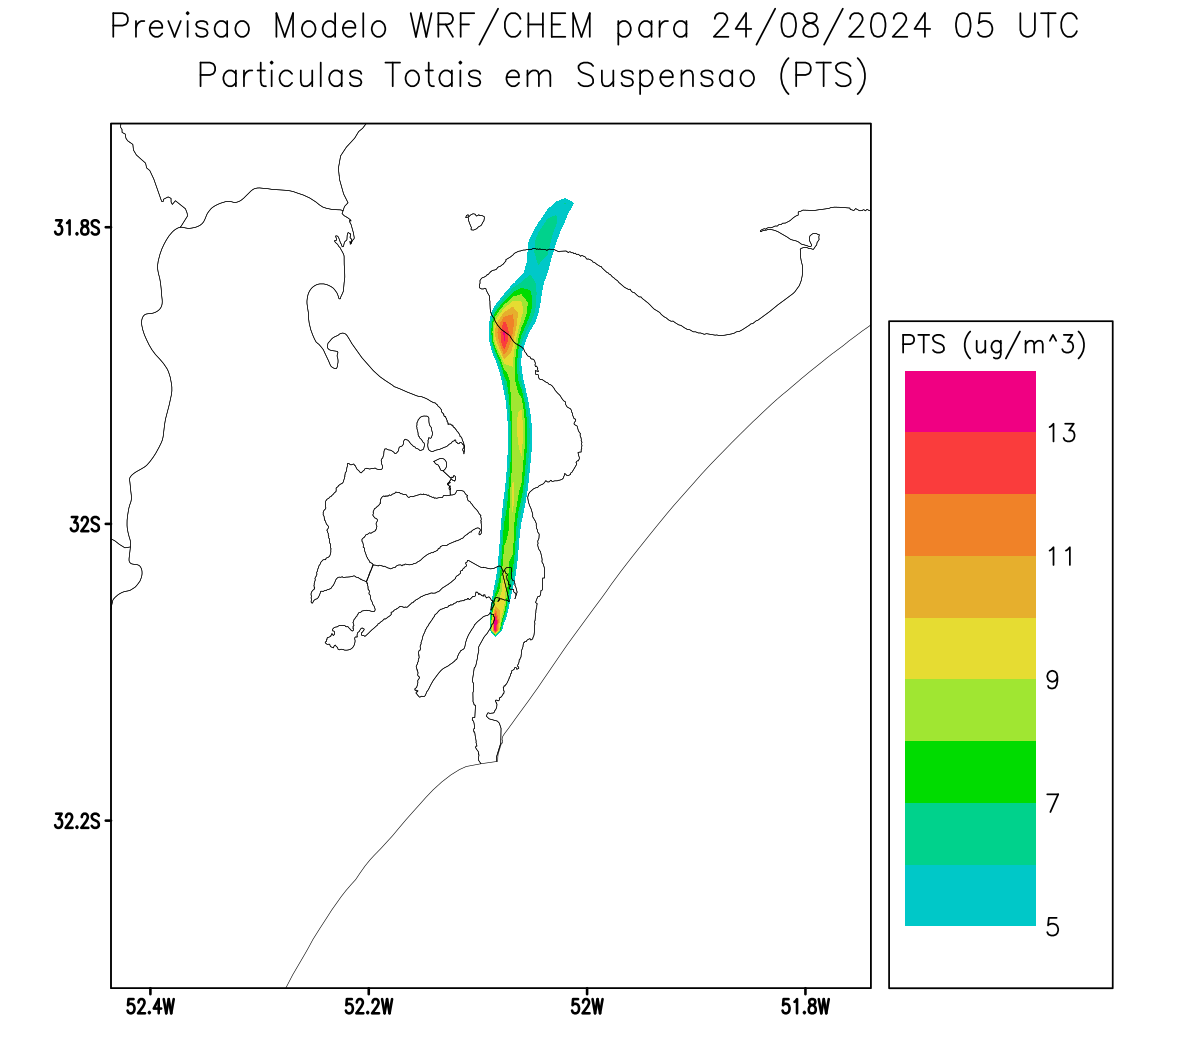 Previsao Modelo WRF/CHEM para 24/08/2024 05 UTC
Particulas Totais em Suspensao (PTS)
31.8S
32S
32.2S
52.4W
52.2W
52W
51.8W
PTS (ug/m^3)
13
11
9
7
5